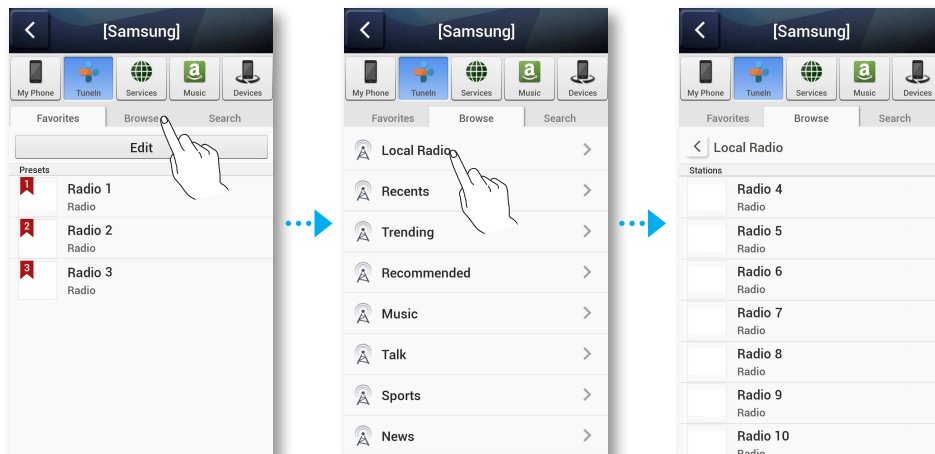 [Samsung]
My Phone TuneIn Services Music Devices
Favorites Browse Search
Edit
Presets
1 Radio 1
Radio
2 Radio 2
Radio
3 Radio 3
Radio
[Samsung]
My Phone TuneIn Services Music Devices
Favorites Browse Search
Local Radio
Recents
Trending
Recommended
Music
Talk
Sports
News
[Samsung]
My Phone TuneIn Services Music Devices
Favorites Browse Search
Local Radio
Stations
Radio 4
Radio
Radio 5
Radio
Radio 6
Radio
Radio 7
Radio
Radio 8
Radio
Radio 9
Radio
Radio 10
Radio